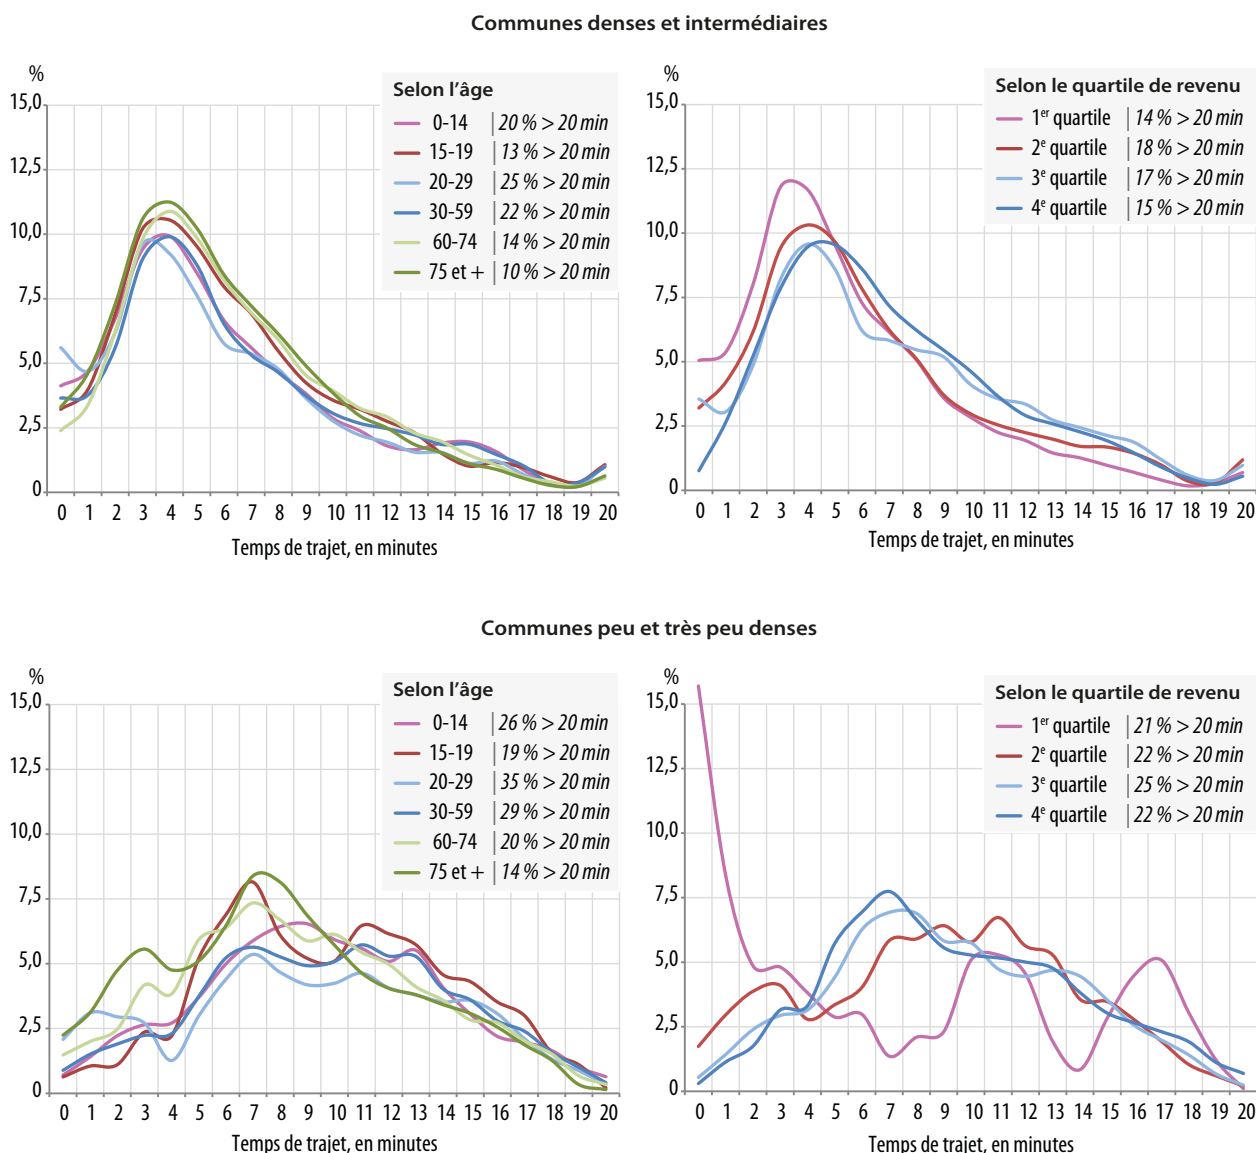 Communes denses et intermédiaires
%
15,0
12,5
10,0
7,5
5,0
2,5
0
0 1 2 3 4 5 6 7 8 9 10 11 12 13 14 15 16 17 18 19 20
Temps de trajet, en minutes
Selon l'âge
0-14 | 20 % > 20 min
15-19 | 13 % > 20 min
20-29 | 25 % > 20 min
30-59 | 22 % > 20 min
60-74 | 14 % > 20 min
75 et + | 10 % > 20 min
%
15,0
12,5
10,0
7,5
5,0
2,5
0
0 1 2 3 4 5 6 7 8 9 10 11 12 13 14 15 16 17 18 19 20
Temps de trajet, en minutes
Selon le quartile de revenu
1er quartile | 14 % > 20 min
2e quartile | 18 % > 20 min
3e quartile | 17 % > 20 min
4e quartile | 15 % > 20 min
Communes peu et très peu denses
%
15,0
12,5
10,0
7,5
5,0
2,5
0
0 1 2 3 4 5 6 7 8 9 10 11 12 13 14 15 16 17 18 19 20
Temps de trajet, en minutes
Selon l'âge
0-14 | 26 % > 20 min
15-19 | 19 % > 20 min
20-29 | 35 % > 20 min
30-59 | 29 % > 20 min
60-74 | 20 % > 20 min
75 et + | 14 % > 20 min
%
15,0
12,5
10,0
7,5
5,0
2,5
0
0 1 2 3 4 5 6 7 8 9 10 11 12 13 14 15 16 17 18 19 20
Temps de trajet, en minutes
Selon le quartile de revenu
1er quartile | 21 % > 20 min
2e quartile | 22 % > 20 min
3e quartile | 25 % > 20 min
4e quartile | 22 % > 20 min